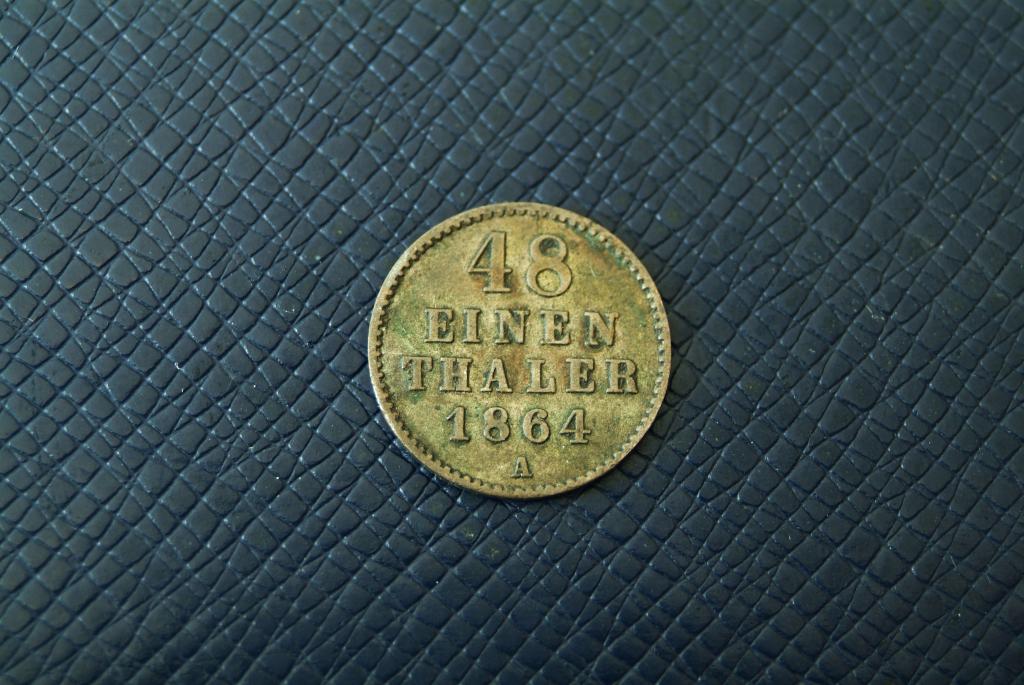 48
EINEN
THALER
1864
A